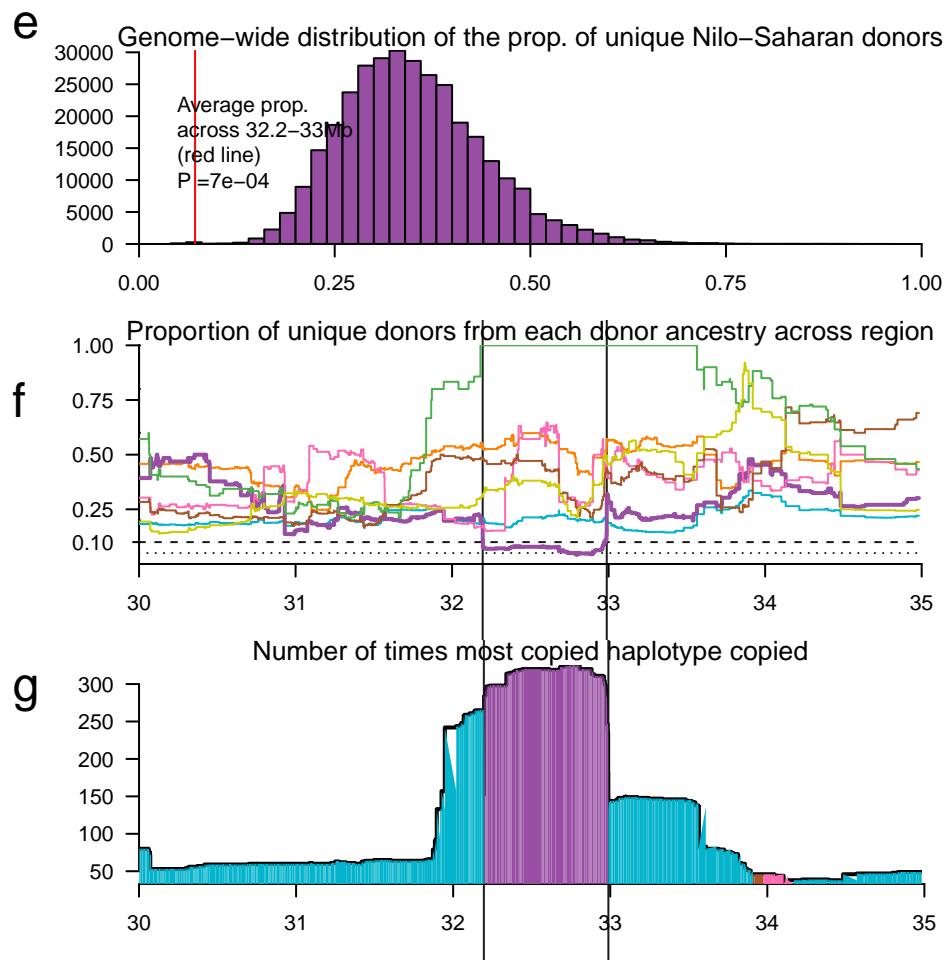 e
Genome−wide distribution of the prop. of unique Nilo−Saharan donors
30000
25000
20000
15000
10000
5000
0
Average prop.
across 32.2−33Mb
(red line)
P =7e−04
0.00 0.25 0.50 0.75 1.00
f
Proportion of unique donors from each donor ancestry across region
1.00
0.75
0.50
0.25
0.10
30 31 32 33 34 35
g
Number of times most copied haplotype copied
300
250
200
150
100
50
30 31 32 33 34 35